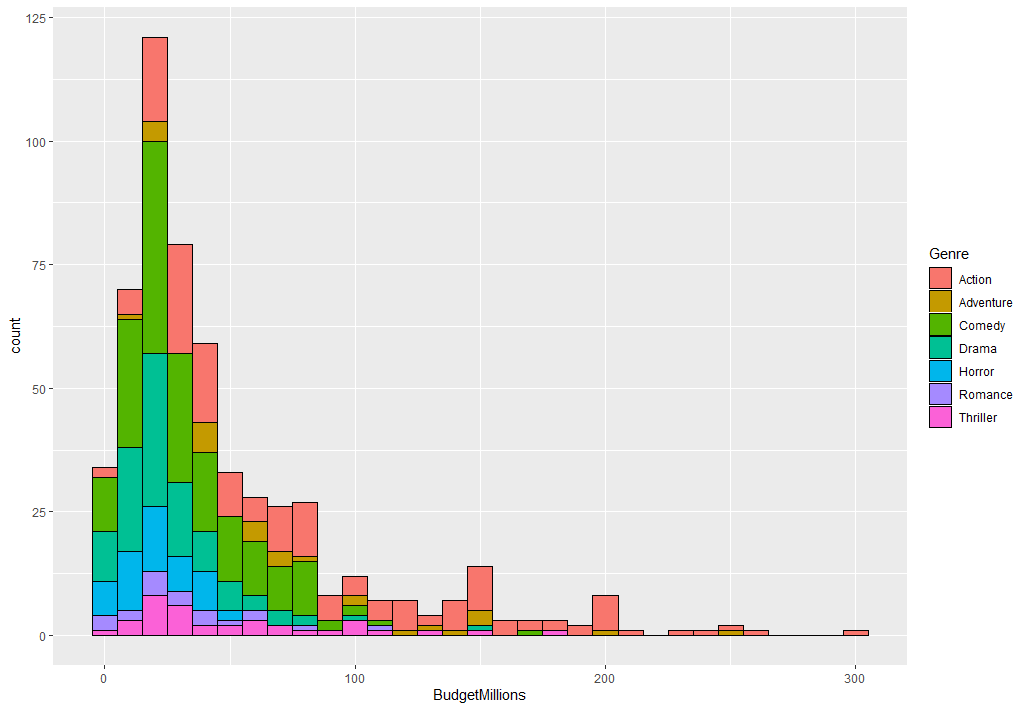 125
100
75
50
25
0
count
0
100
200
300
BudgetMillions
Genre
Action
Adventure
Comedy
Drama
Horror
Romance
Thriller